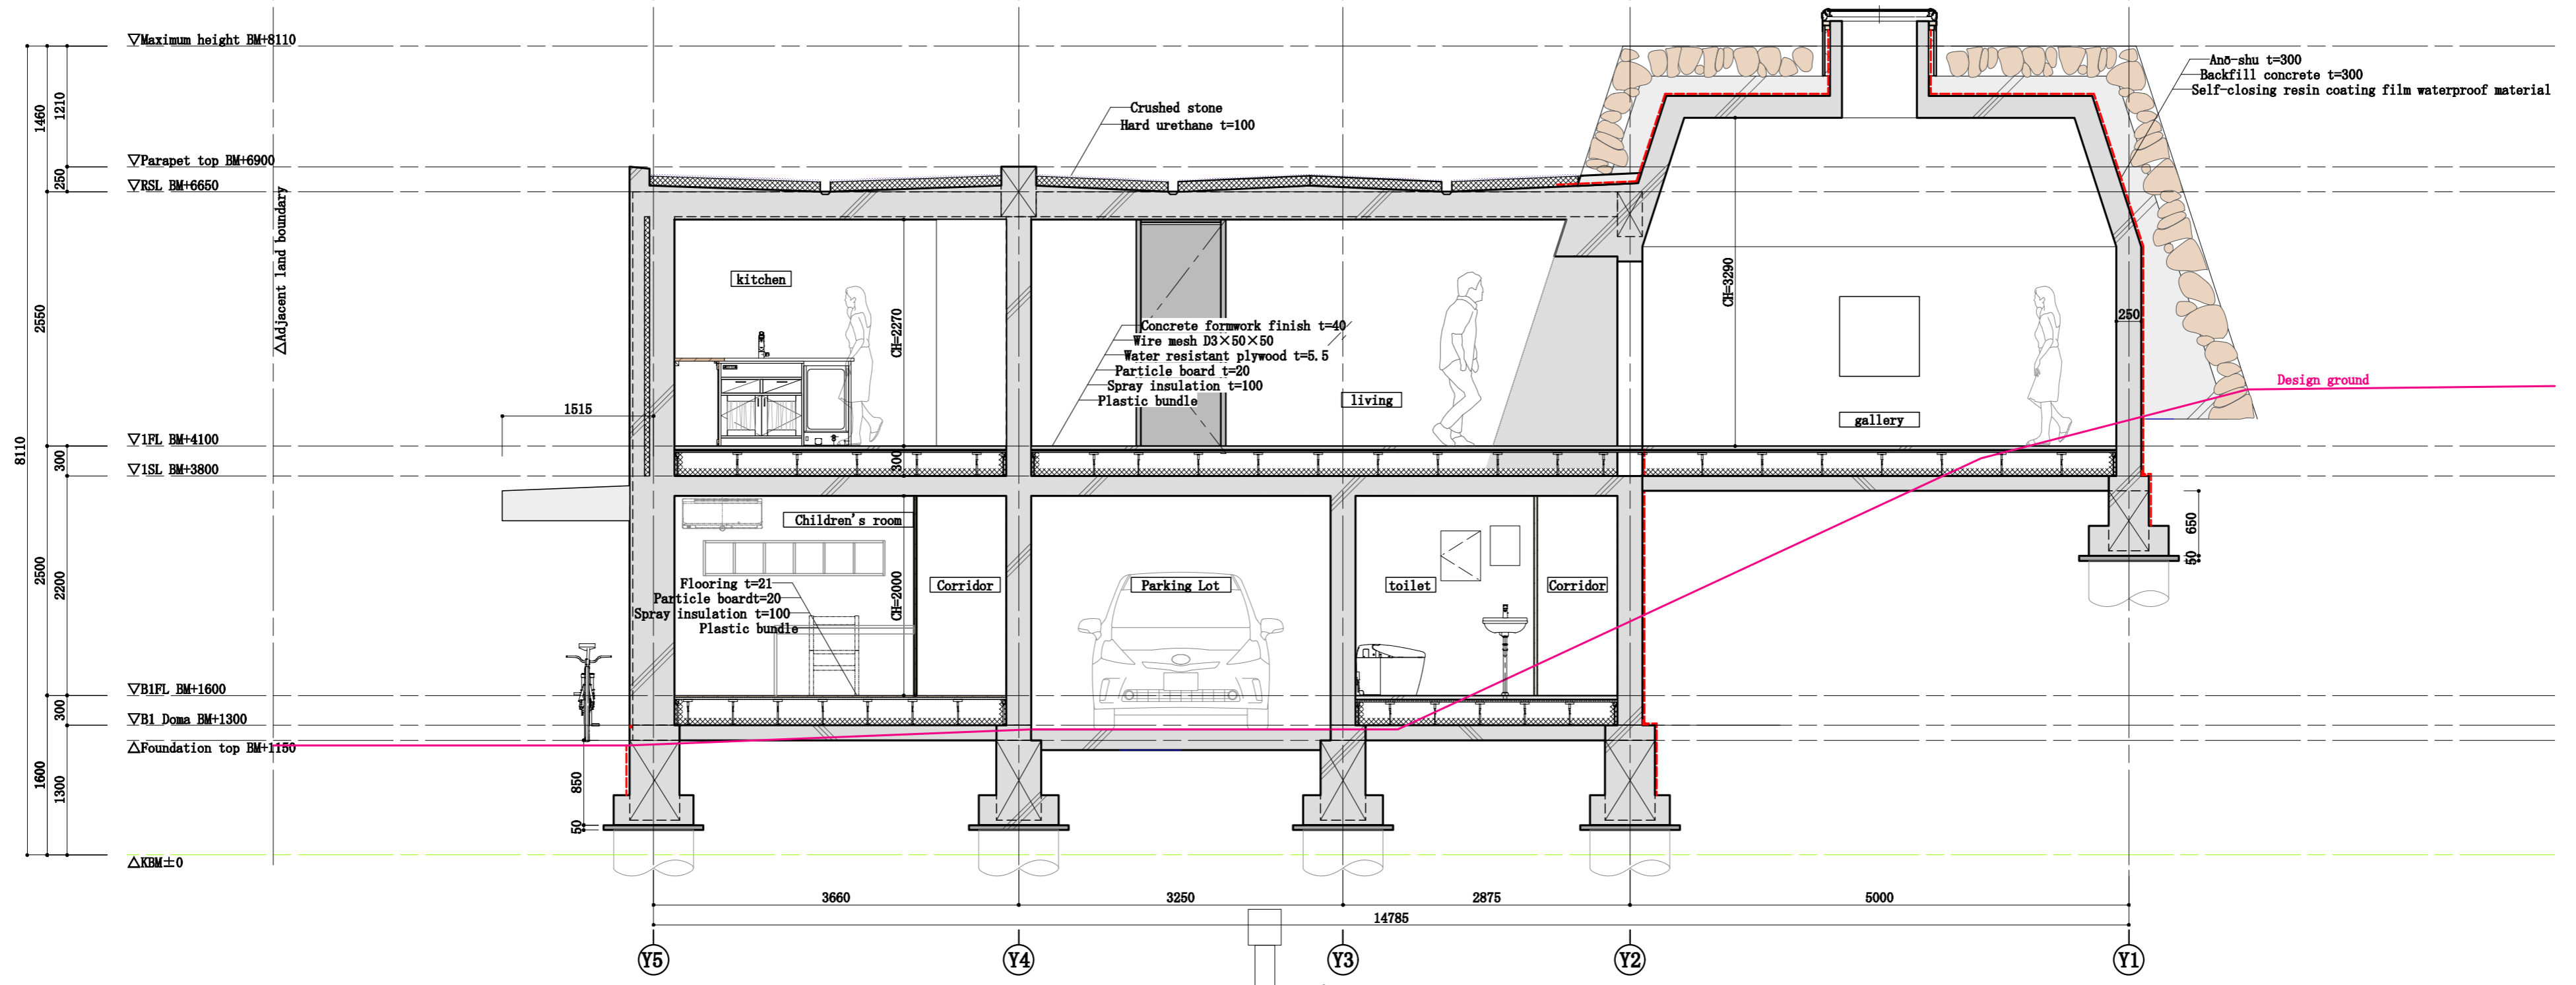 ▽Maximum height BM+8110
▽Parapet top BM+6900
▽RSL BM+6650
△Adjacent land boundary
▽1FL BM+4100
▽1SL BM+3800
▽B1FL BM+1600
▽B1 Doma BM+1300
△Foundation top BM+1150
△KBM±0
8110
1460
2550
2500
1600
1210
250
300
2200
300
1300
1515
850
50
Crushed stone
Hard urethane t=100
Anō-shu t=300
Backfill concrete t=300
Self-closing resin coating film waterproof material
kitchen
CH=2270
300
Concrete formwork finish t=40
Wire mesh D3×50×50
Water resistant plywood t=5.5
Particle board t=20
Spray insulation t=100
Plastic bundle
living
CH=3290
gallery
250
Design ground
650
50
Children's room
Flooring t=21
Particle boardt=20
Spray insulation t=100
Plastic bundle
CH=2000
Corridor
Parking Lot
toilet
Corridor
3660
3250
2875
5000
14785
Y5
Y4
Y3
Y2
Y1